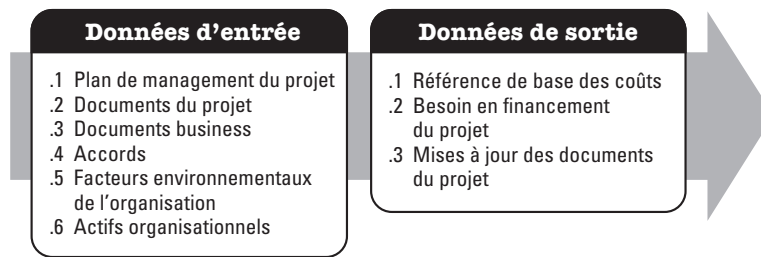 Données d'entrée
.1 Plan de management du projet
.2 Documents du projet
.3 Documents business
.4 Accords
.5 Facteurs environnementaux
de l'organisation
.6 Actifs organisationnels
Données de sortie
.1 Référence de base des coûts
.2 Besoin en financement
du projet
.3 Mises à jour des documents
du projet